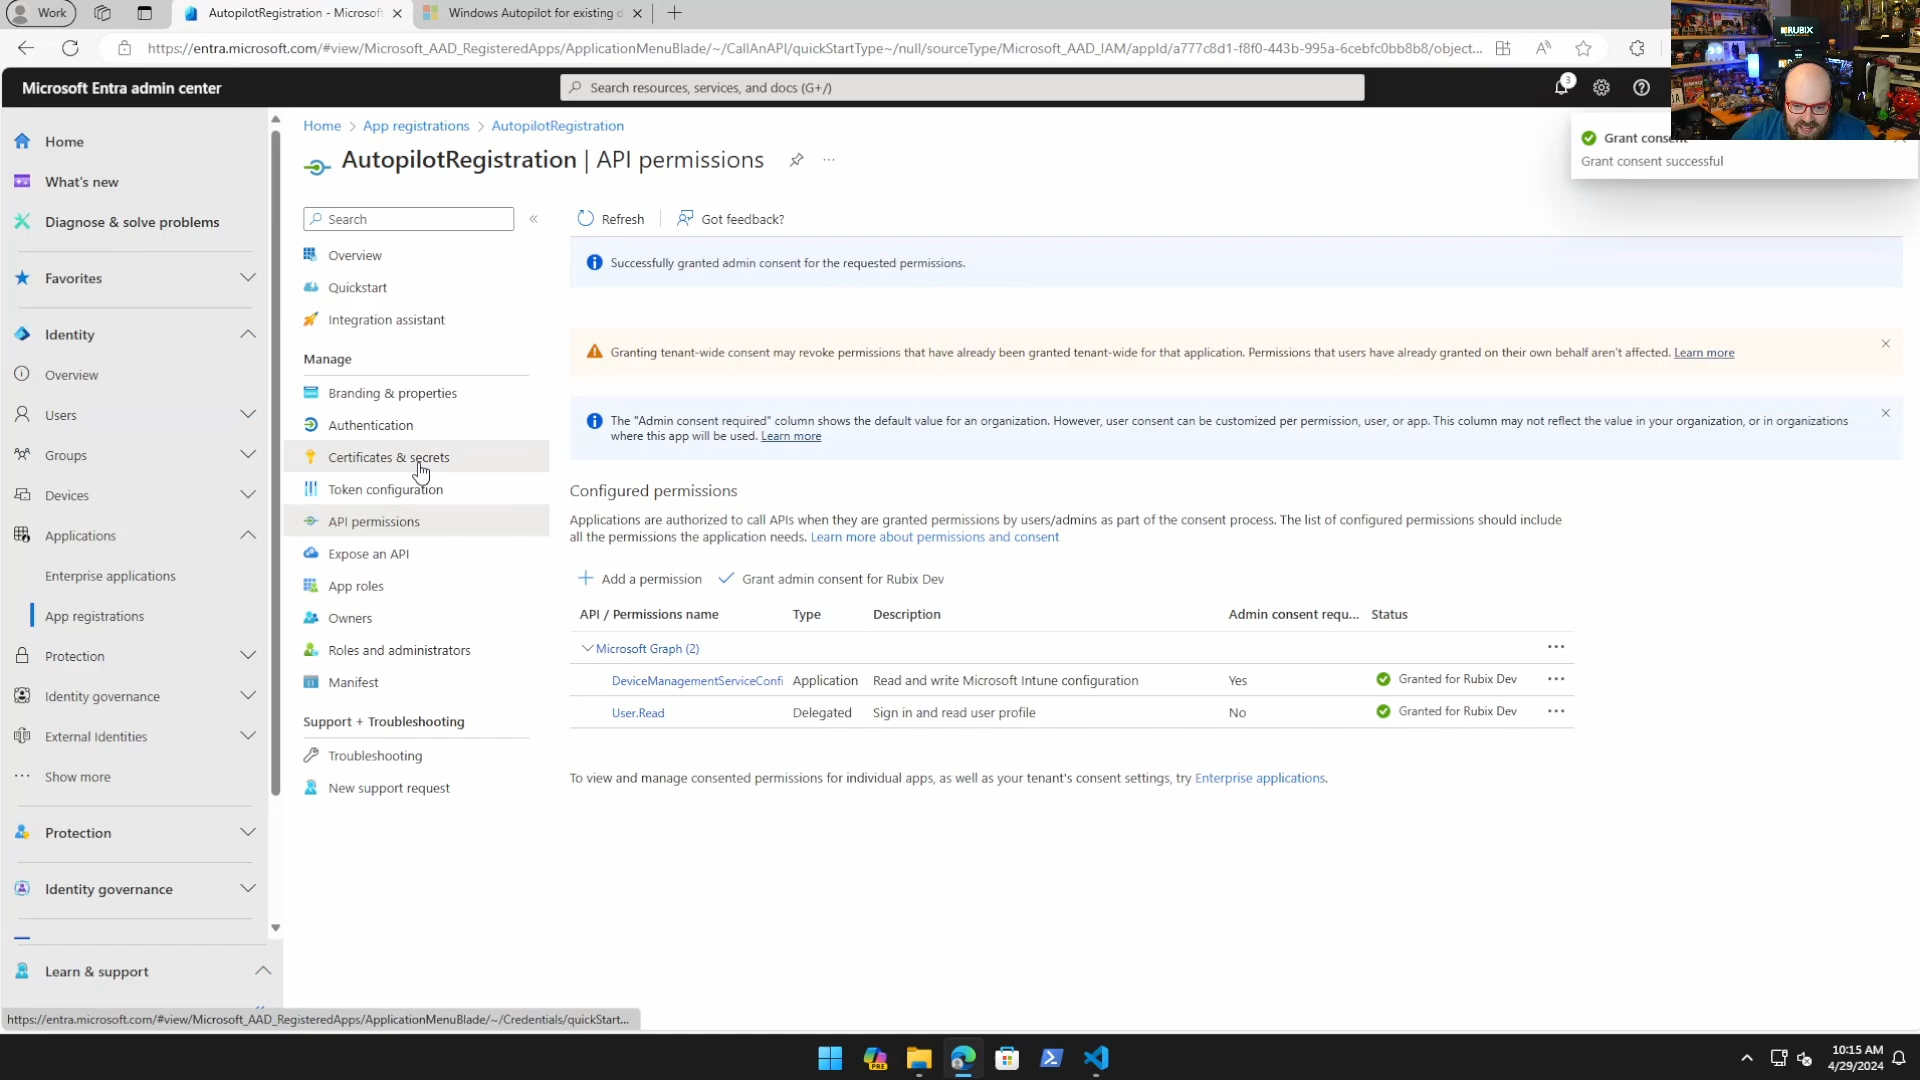 Work
AutopilotRegistration - Microsoft
Windows Autopilot for existing d
https://entra.microsoft.com/#view/Microsoft_AAD_RegisteredApps/ApplicationMenuBlade/~/CallAnAPI/quickStartType~/null/sourceType/Microsoft_AAD_IAM/appId/a777c8d1-f8f0-443b-995a-6cebfc0bb8b8/object...
Microsoft Entra admin center
Search resources, services, and docs (G+/)
3
RUBIX
Grant consent
Grant consent successful
Home
What's new
Diagnose & solve problems
Favorites
Identity
Overview
Users
Groups
Devices
Applications
Enterprise applications
App registrations
Protection
Identity governance
External Identities
Show more
Protection
Identity governance
Learn & support
Home > App registrations > AutopilotRegistration
AutopilotRegistration | API permissions
Search
Overview
Quickstart
Integration assistant
Manage
Branding & properties
Authentication
Certificates & secrets
Token configuration
API permissions
Expose an API
App roles
Owners
Roles and administrators
Manifest
Support + Troubleshooting
Troubleshooting
New support request
Refresh
Got feedback?
Successfully granted admin consent for the requested permissions.
Granting tenant-wide consent may revoke permissions that have already been granted tenant-wide for that application. Permissions that users have already granted on their own behalf aren't affected. Learn more
The "Admin consent required" column shows the default value for an organization. However, user consent can be customized per permission, user, or app. This column may not reflect the value in your organization, or in organizations
where this app will be used. Learn more
Configured permissions
Applications are authorized to call APIs when they are granted permissions by users/admins as part of the consent process. The list of configured permissions should include
all the permissions the application needs. Learn more about permissions and consent
Add a permission
Grant admin consent for Rubix Dev
API / Permissions name Type Description Admin consent requ... Status
Microsoft Graph (2)
DeviceManagementServiceConfi Application Read and write Microsoft Intune configuration Yes Granted for Rubix Dev
User.Read Delegated Sign in and read user profile No Granted for Rubix Dev
To view and manage consented permissions for individual apps, as well as your tenant's consent settings, try Enterprise applications.
https://entra.microsoft.com/#view/Microsoft_AAD_RegisteredApps/ApplicationMenuBlade/~/Credentials/quickStart...
PRE
10:15 AM
4/29/2024